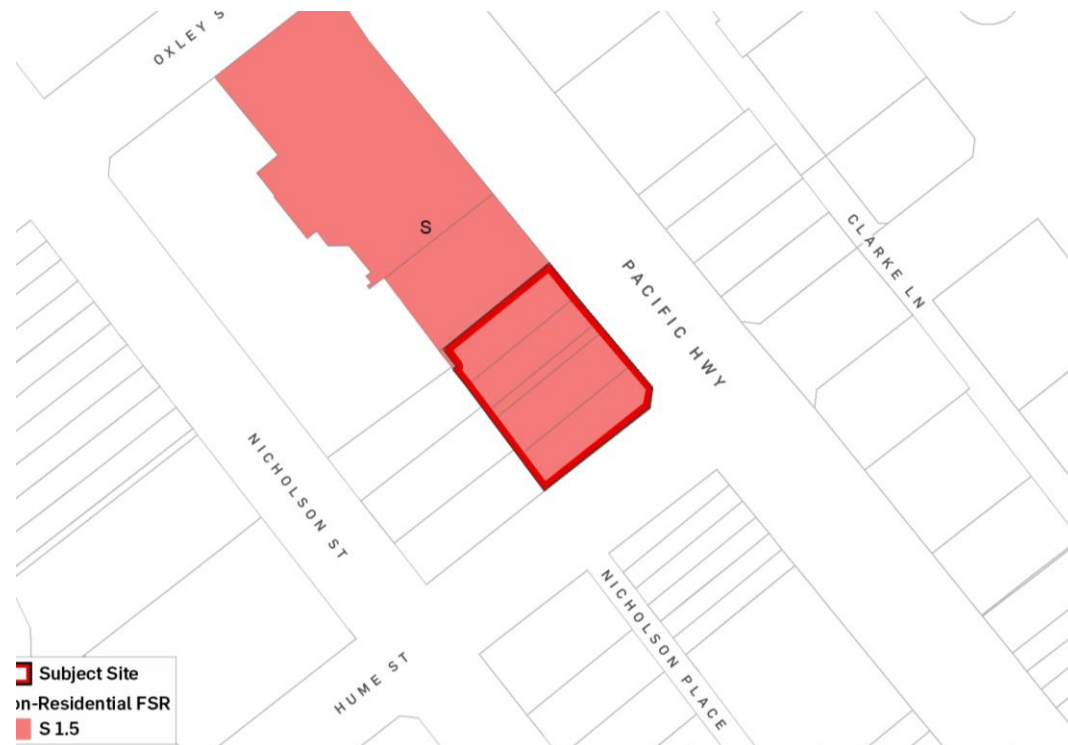 OXLEY S
S
PACIFIC HWY
CLARKE LN
NICHOLSON ST
NICHOLSON PLACE
HUME ST
Subject Site
on-Residential FSR
S 1.5